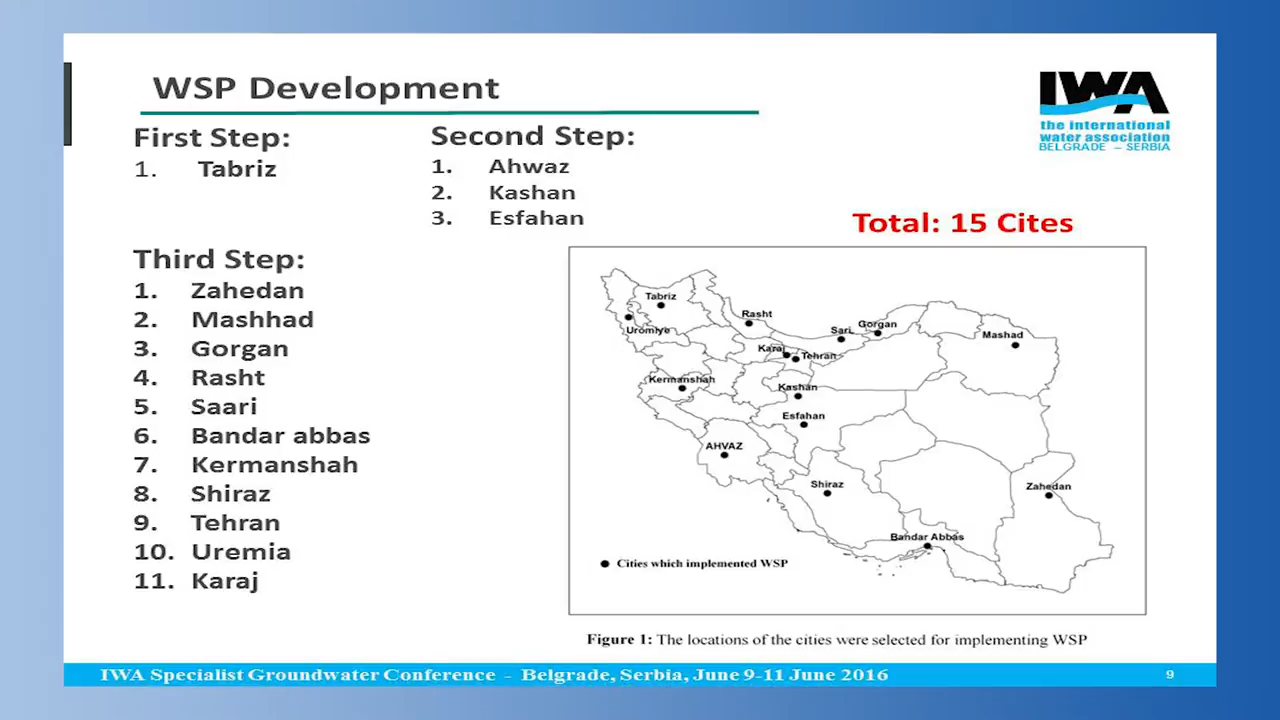 WSP Development
IWA
the international
water association
BELGRADE – SERBIA
First Step:
1. Tabriz
Second Step:
1. Ahwaz
2. Kashan
3. Esfahan
Total: 15 Cites
Third Step:
1. Zahedan
2. Mashhad
3. Gorgan
4. Rasht
5. Saari
6. Bandar abbas
7. Kermanshah
8. Shiraz
9. Tehran
10. Uremia
11. Karaj
Tabriz
Uromiye
Rasht
Sari
Gorgan
Mashad
Karaj
Tehran
Kermanshah
Kashan
Esfahan
AHVAZ
Shiraz
Zahedan
Bandar Abbas
Cities which implemented WSP
Figure 1: The locations of the cities were selected for implementing WSP
IWA Specialist Groundwater Conference - Belgrade, Serbia, June 9-11 June 2016
9